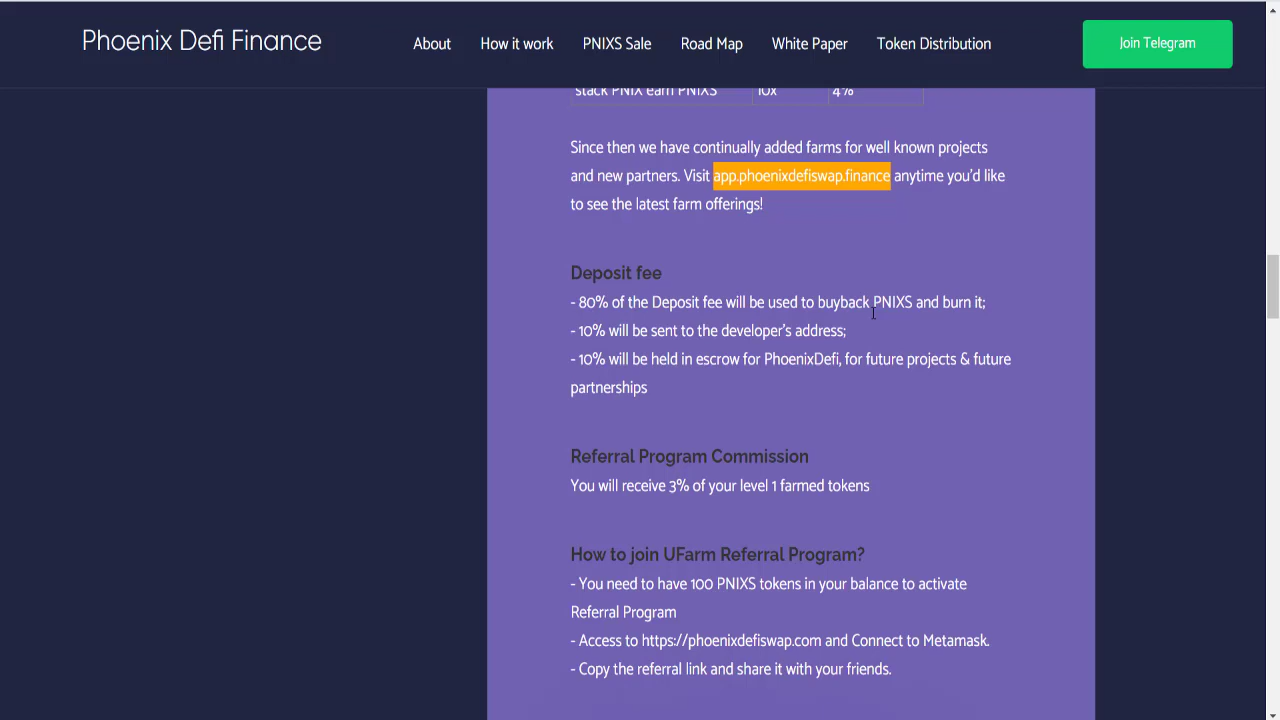 Phoenix Defi Finance
About How it work PNIXS Sale Road Map White Paper Token Distribution
Join Telegram
stack PNIX earn PNIXS 10x 4%
Since then we have continually added farms for well known projects
and new partners. Visit app.phoenixdefiswap.finance anytime you'd like
to see the latest farm offerings!
Deposit fee
- 80% of the Deposit fee will be used to buyback PNIXS and burn it;
- 10% will be sent to the developer's address;
- 10% will be held in escrow for PhoenixDefi, for future projects & future
partnerships
Referral Program Commission
You will receive 3% of your level 1 farmed tokens
How to join UFarm Referral Program?
- You need to have 100 PNIXS tokens in your balance to activate
Referral Program
- Access to https://phoenixdefiswap.com and Connect to Metamask.
- Copy the referral link and share it with your friends.